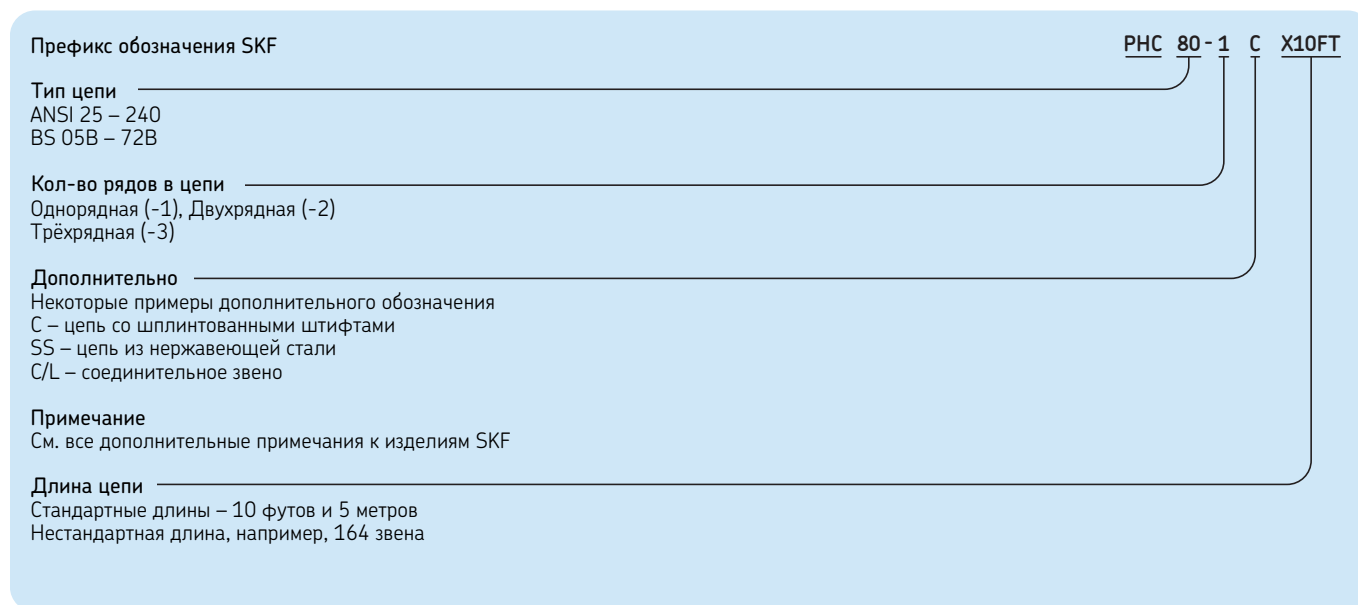 Префикс обозначения SKF
PHC 80-1 C X10FT
Тип цепи
ANSI 25 – 240
BS 05B – 72B
Кол-во рядов в цепи
Однорядная (-1), Двухрядная (-2)
Трёхрядная (-3)
Дополнительно
Некоторые примеры дополнительного обозначения
C – цепь со шплинтованными штифтами
SS – цепь из нержавеющей стали
C/L – соединительное звено
Примечание
См. все дополнительные примечания к изделиям SKF
Длина цепи
Стандартные длины – 10 футов и 5 метров
Нестандартная длина, например, 164 звена